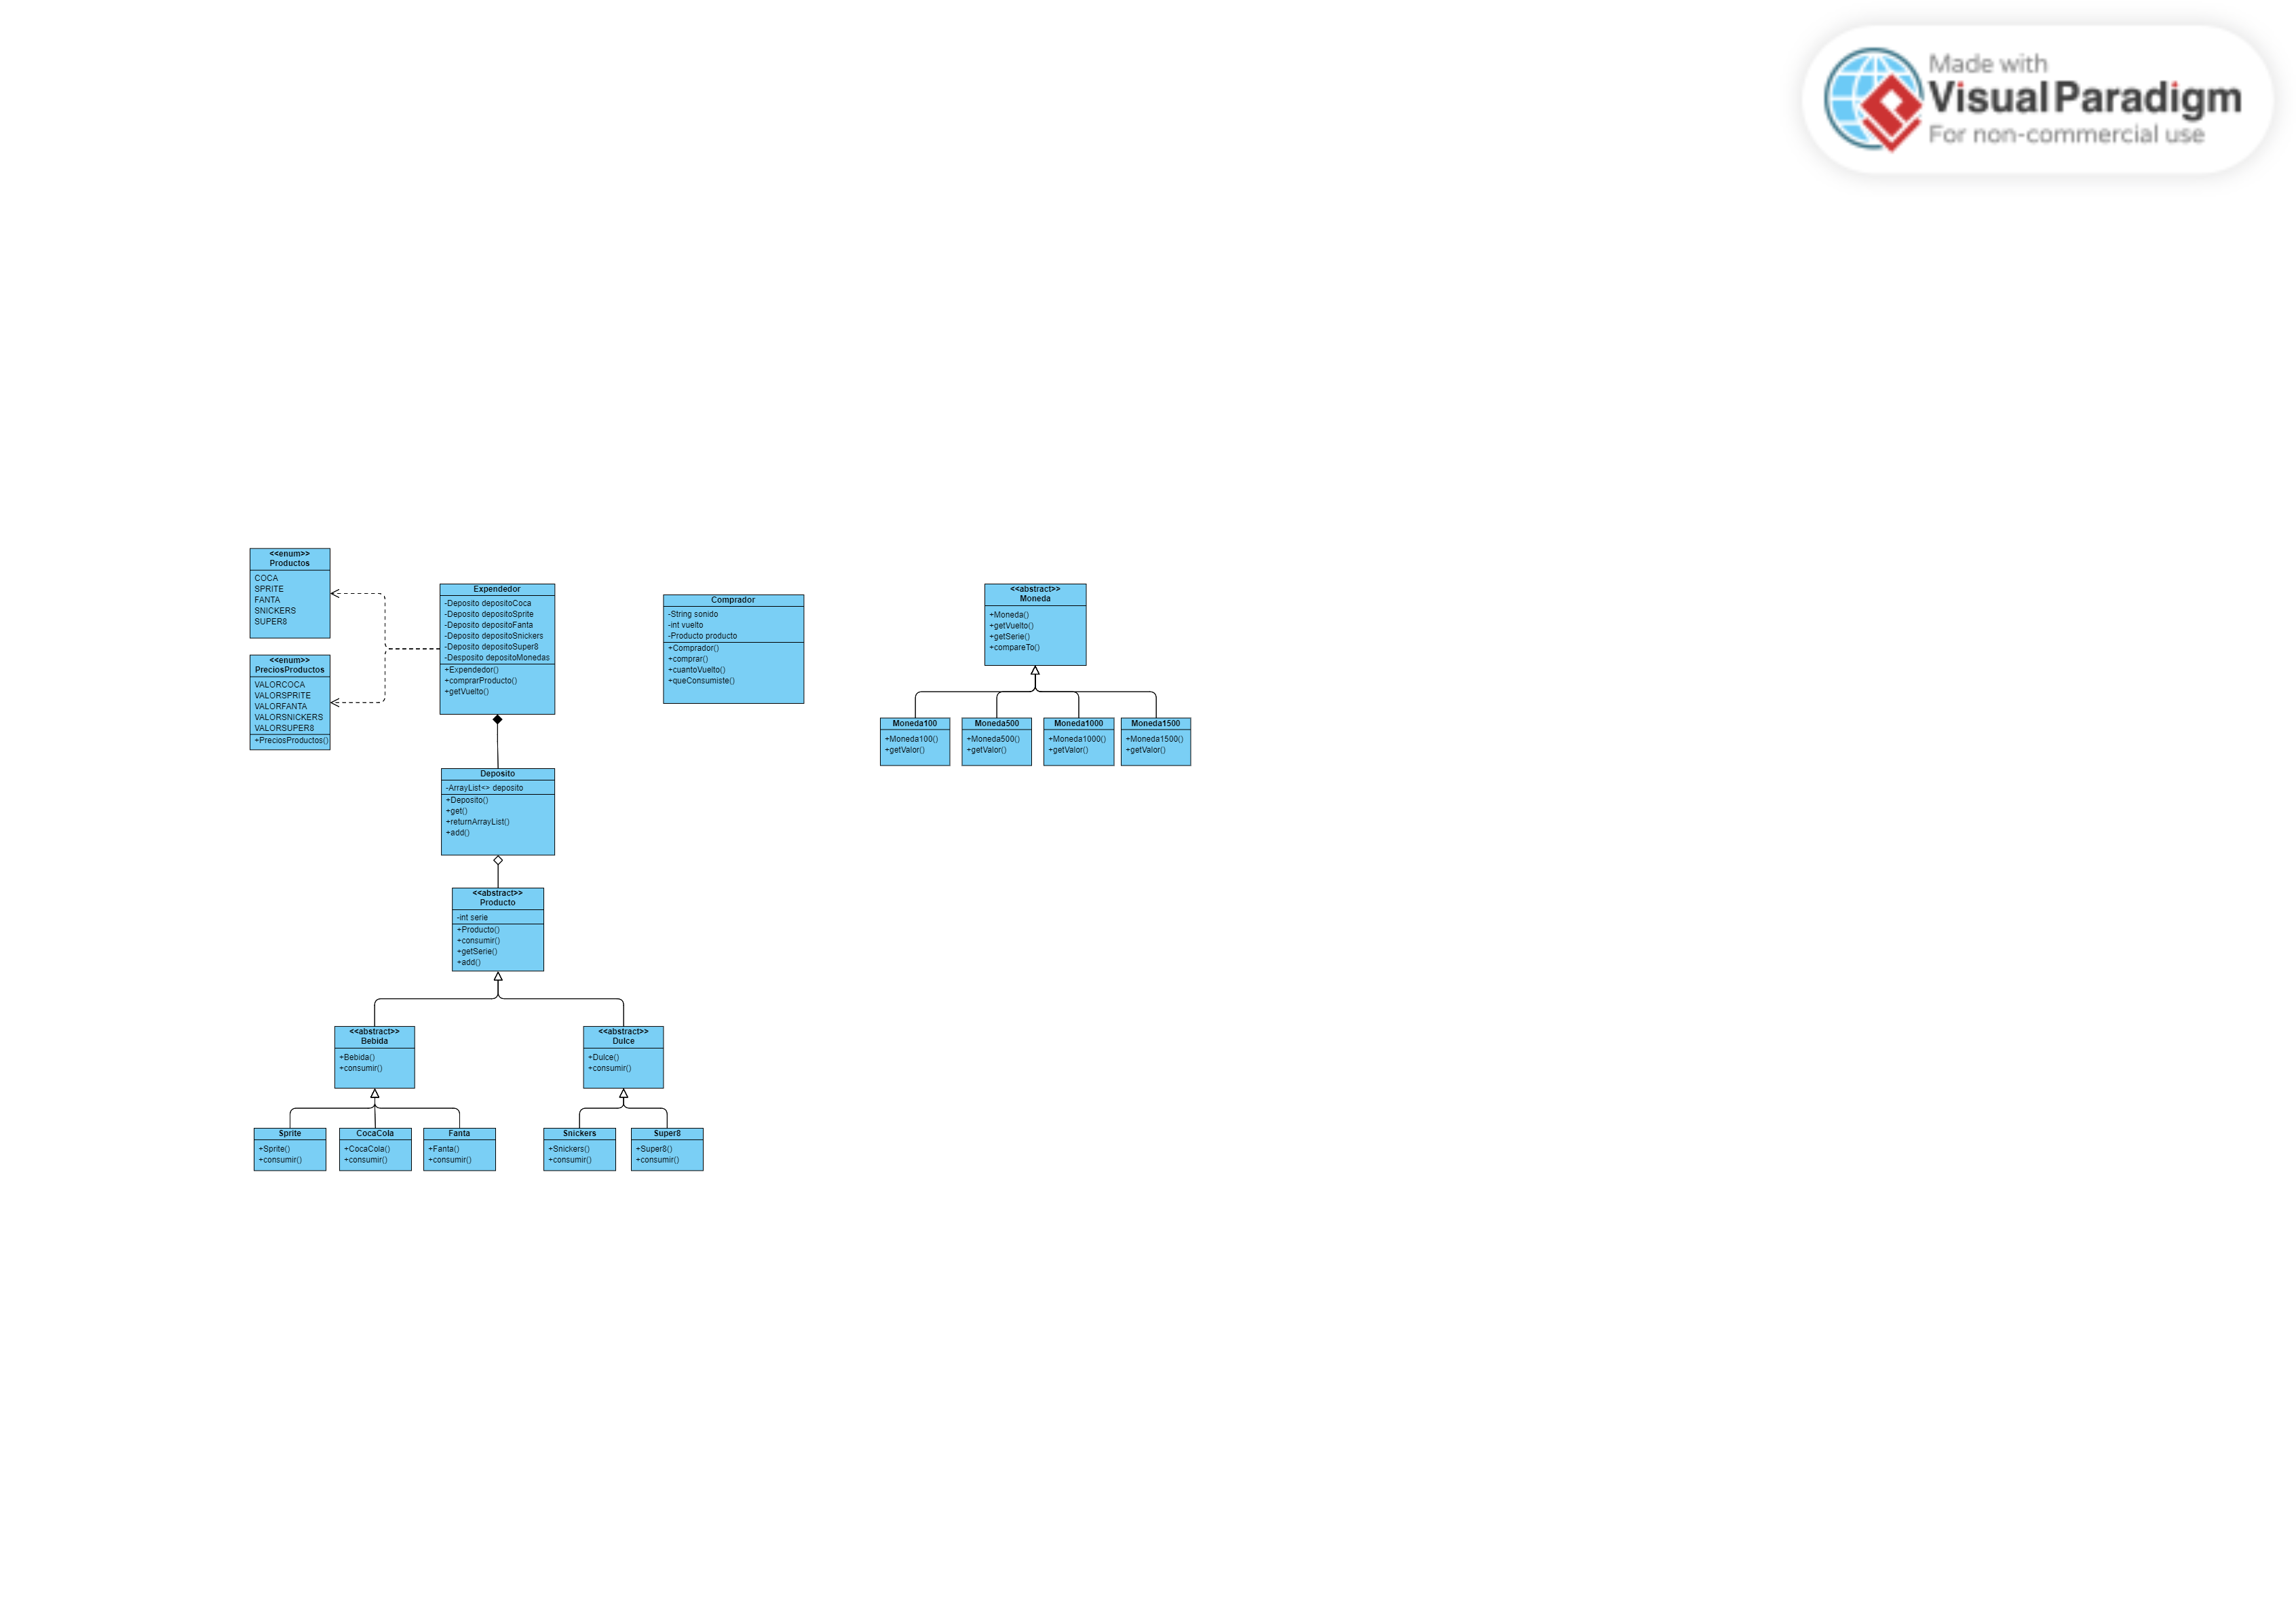 Made with
Visual Paradigm
For non-commercial use
<<enum>>
Productos
COCA
SPRITE
FANTA
SNICKERS
SUPER8
<<enum>>
PreciosProductos
VALORCOCA
VALORSPRITE
VALORFANTA
VALORSNICKERS
VALORSUPER8
+PreciosProductos()
Expendedor
-Deposito depositoCoca
-Deposito depositoSprite
-Deposito depositoFanta
-Deposito depositoSnickers
-Deposito depositoSuper8
-Desposito depositoMonedas
+Expendedor()
+comprarProducto()
+getVuelto()
Comprador
-String sonido
-int vuelto
-Producto producto
+Comprador()
+comprar()
+cuantoVuelto()
+queConsumiste()
<<abstract>>
Moneda
+Moneda()
+getVuelto()
+getSerie()
+compareTo()
Moneda100
+Moneda100()
+getValor()
Moneda500
+Moneda500()
+getValor()
Moneda1000
+Moneda1000()
+getValor()
Moneda1500
+Moneda1500()
+getValor()
Deposito
-ArrayList<> deposito
+Deposito()
+get()
+returnArrayList()
+add()
<<abstract>>
Producto
-int serie
+Producto()
+consumir()
+getSerie()
+add()
<<abstract>>
Bebida
+Bebida()
+consumir()
<<abstract>>
Dulce
+Dulce()
+consumir()
Sprite
+Sprite()
+consumir()
CocaCola
+CocaCola()
+consumir()
Fanta
+Fanta()
+consumir()
Snickers
+Snickers()
+consumir()
Super8
+Super8()
+consumir()